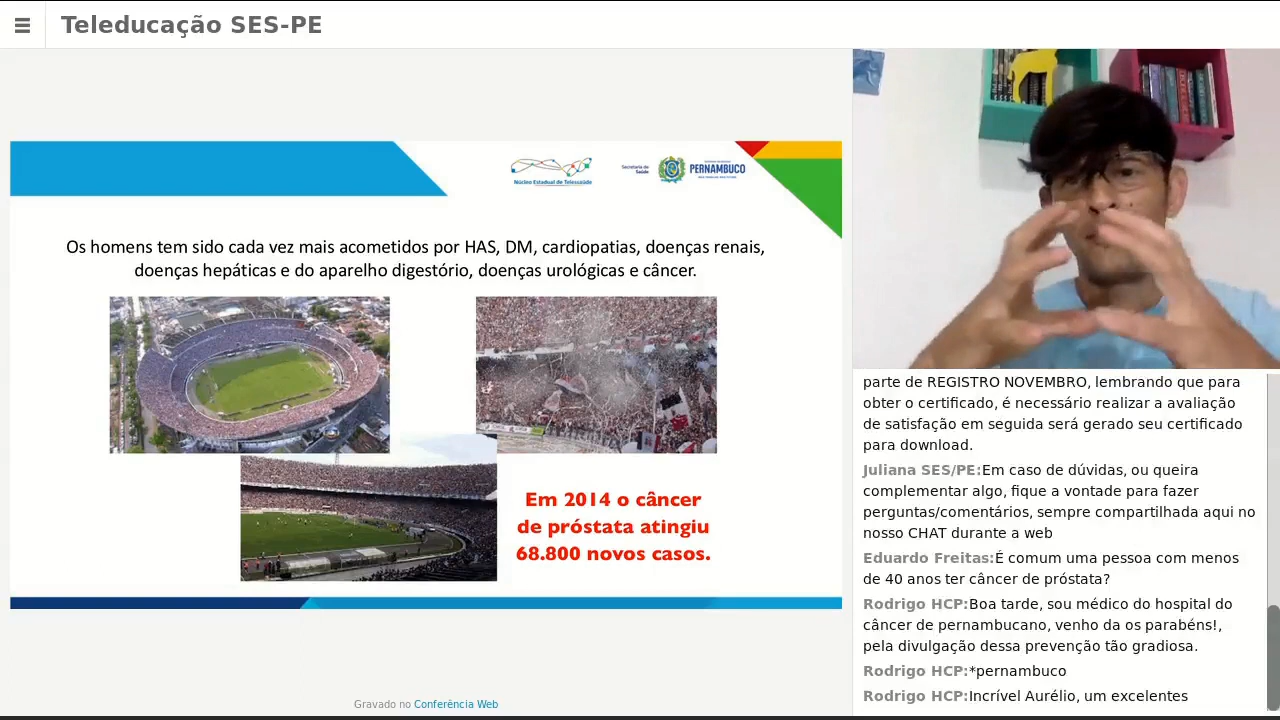 Teleducação SES-PE
Núcleo Estadual de Telessaúde
Secretaria de
Saúde
PERNAMBUCO
Os homens tem sido cada vez mais acometidos por HAS, DM, cardiopatias, doenças renais,
doenças hepáticas e do aparelho digestório, doenças urológicas e câncer.
Em 2014 o câncer
de próstata atingiu
68.800 novos casos.
Gravado no Conferência Web
parte de REGISTRO NOVEMBRO, lembrando que para
obter o certificado, é necessário realizar a avaliação
de satisfação em seguida será gerado seu certificado
para download.
Juliana SES/PE:Em caso de dúvidas, ou queira
complementar algo, fique a vontade para fazer
perguntas/comentários, sempre compartilhada aqui no
nosso CHAT durante a web
Eduardo Freitas:É comum uma pessoa com menos
de 40 anos ter câncer de próstata?
Rodrigo HCP:Boa tarde, sou médico do hospital do
câncer de pernambucano, venho da os parabéns!,
pela divulgação dessa prevenção tão gradiosa.
Rodrigo HCP:*pernambuco
Rodrigo HCP:Incrível Aurélio, um excelentes